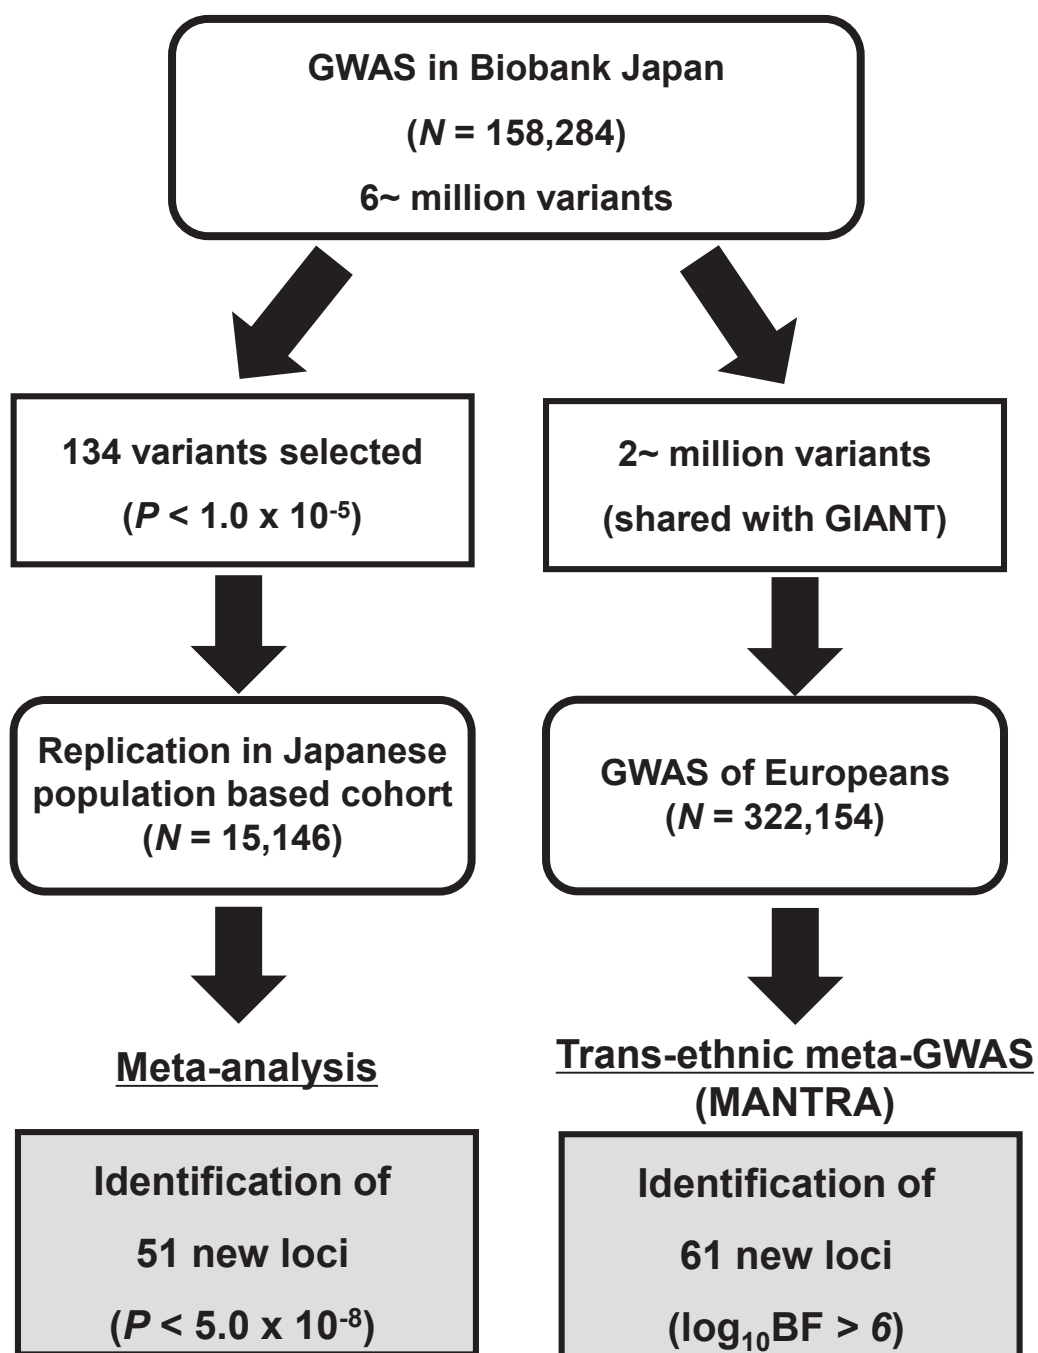 GWAS in Biobank Japan
(N = 158,284)
6~ million variants
134 variants selected
(P < 1.0 x 10⁻⁵)
2~ million variants
(shared with GIANT)
Replication in Japanese
population based cohort
(N = 15,146)
GWAS of Europeans
(N = 322,154)
Meta-analysis
Trans-ethnic meta-GWAS
(MANTRA)
Identification of
51 new loci
(P < 5.0 x 10⁻⁸)
Identification of
61 new loci
(log₁₀BF > 6)